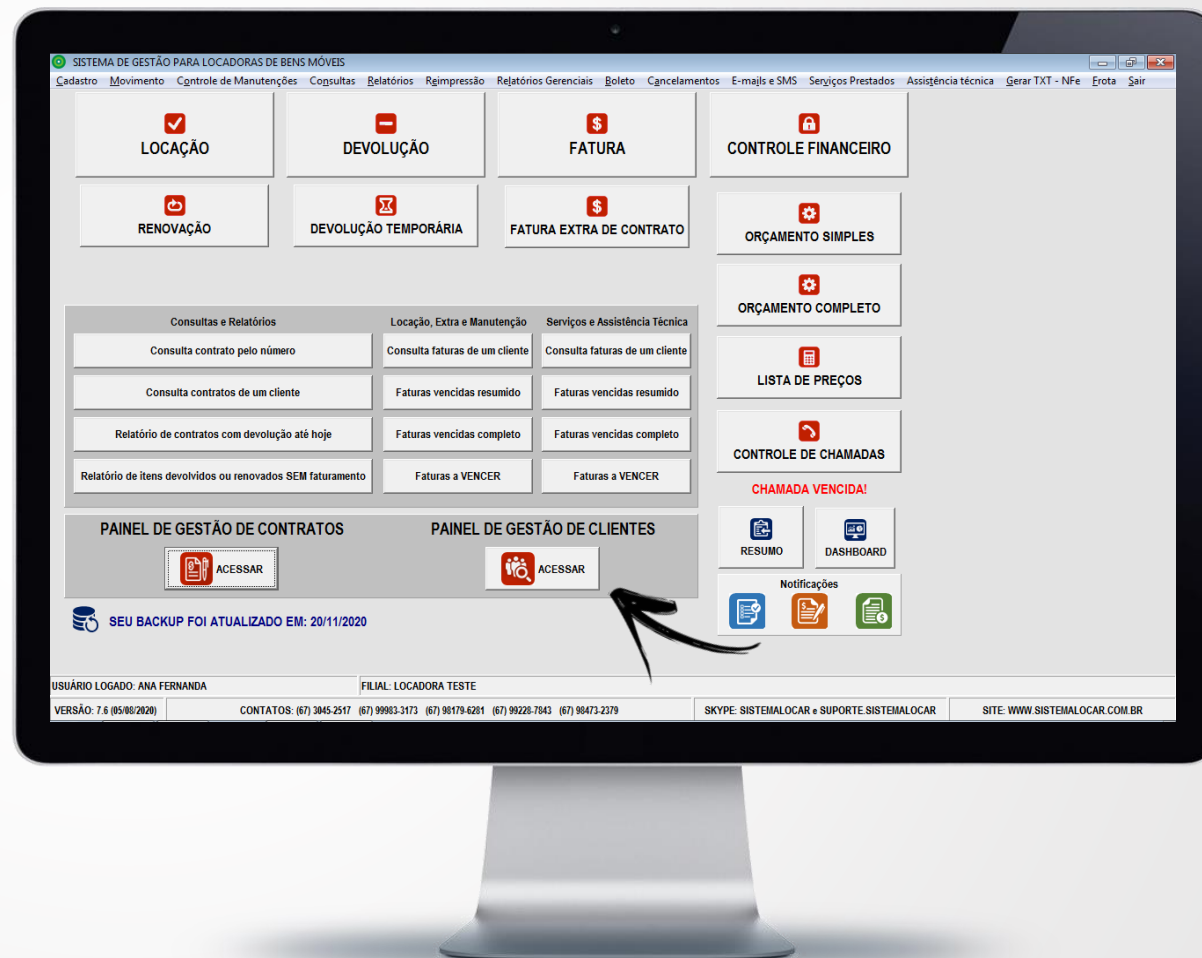 SISTEMA DE GESTÃO PARA LOCADORAS DE BENS MÓVEIS
Cadastro Movimento Controle de Manutenções Consultas Relatórios Reimpressão Relatórios Gerenciais Boleto Cancelamentos E-mails e SMS Serviços Prestados Assistência técnica Gerar TXT - NFe Frota Sair
LOCAÇÃO DEVOLUÇÃO FATURA CONTROLE FINANCEIRO
RENOVAÇÃO DEVOLUÇÃO TEMPORÁRIA FATURA EXTRA DE CONTRATO
ORÇAMENTO SIMPLES
ORÇAMENTO COMPLETO
LISTA DE PREÇOS
CONTROLE DE CHAMADAS
CHAMADA VENCIDA!
RESUMO DASHBOARD
Notificações
Consultas e Relatórios Locação, Extra e Manutenção Serviços e Assistência Técnica
Consulta contrato pelo número Consulta faturas de um cliente Consulta faturas de um cliente
Consulta contratos de um cliente Faturas vencidas resumido Faturas vencidas resumido
Relatório de contratos com devolução até hoje Faturas vencidas completo Faturas vencidas completo
Relatório de itens devolvidos ou renovados SEM faturamento Faturas a VENCER Faturas a VENCER
PAINEL DE GESTÃO DE CONTRATOS PAINEL DE GESTÃO DE CLIENTES
ACESSAR ACESSAR
SEU BACKUP FOI ATUALIZADO EM: 20/11/2020
USUÁRIO LOGADO: ANA FERNANDA FILIAL: LOCADORA TESTE
VERSÃO: 7.6 (05/08/2020) CONTATOS: (67) 3045-2517 (67) 99983-3173 (67) 98179-6281 (67) 99228-7843 (67) 98473-2379 SKYPE: SISTEMALOCAR e SUPORTE.SISTEMALOCAR SITE: WWW.SISTEMALOCAR.COM.BR